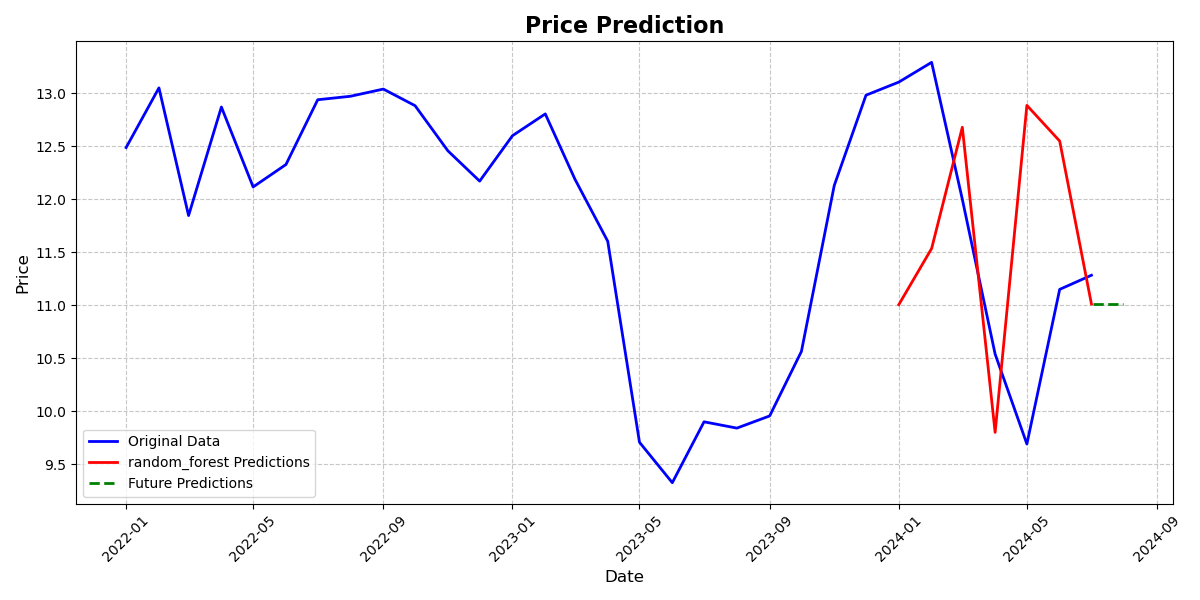 Price Prediction
Price
13.0
12.5
12.0
11.5
11.0
10.5
10.0
9.5
Original Data
random_forest Predictions
Future Predictions
2022-01
2022-05
2022-09
2023-01
2023-05
2023-09
2024-01
2024-05
2024-09
Date